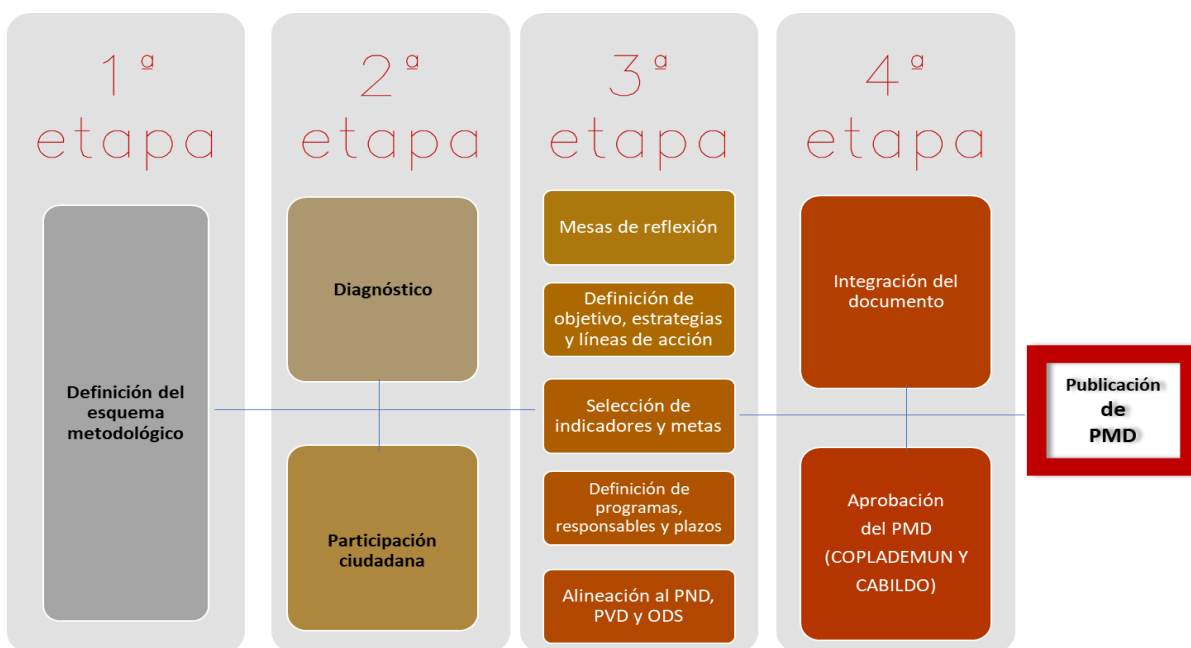 1ª
etapa
Definición del
esquema
metodológico
2ª
etapa
Diagnóstico
Participación
ciudadana
3ª
etapa
Mesas de reflexión
Definición de
objetivo, estrategias
y líneas de acción
Selección de
indicadores y metas
Definición de
programas,
responsables y plazos
Alineación al PND,
PVD y ODS
4ª
etapa
Integración del
documento
Aprobación
del PMD
(COPLADEMUN Y
CABILDO)
Publicación
de
PMD